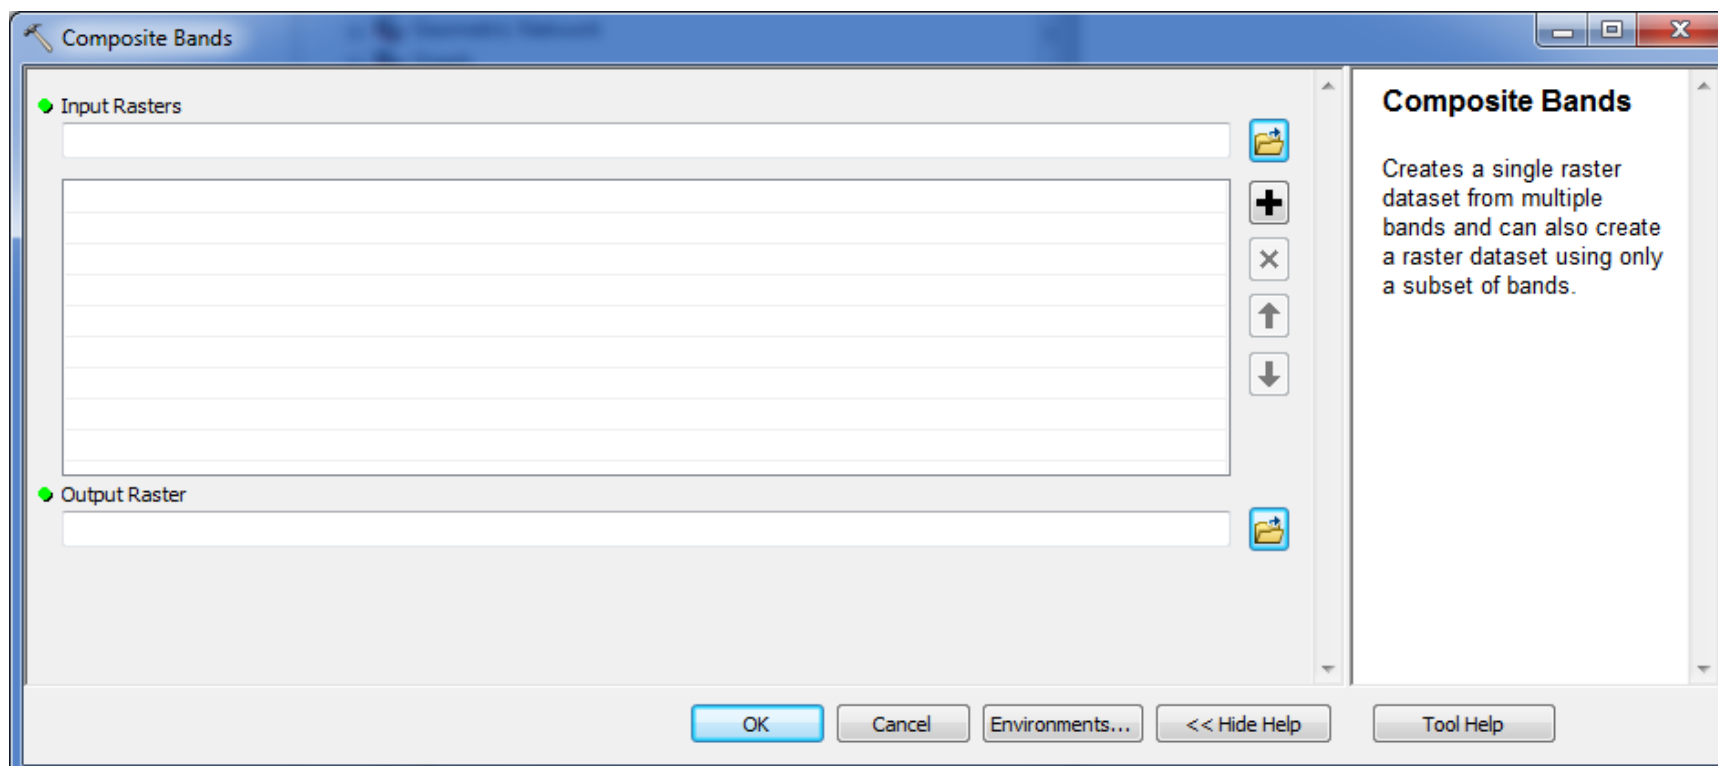 Composite Bands
Input Rasters
Output Raster
OK
Cancel
Environments...
<< Hide Help
Composite Bands
Creates a single raster
dataset from multiple
bands and can also create
a raster dataset using only
a subset of bands.
Tool Help